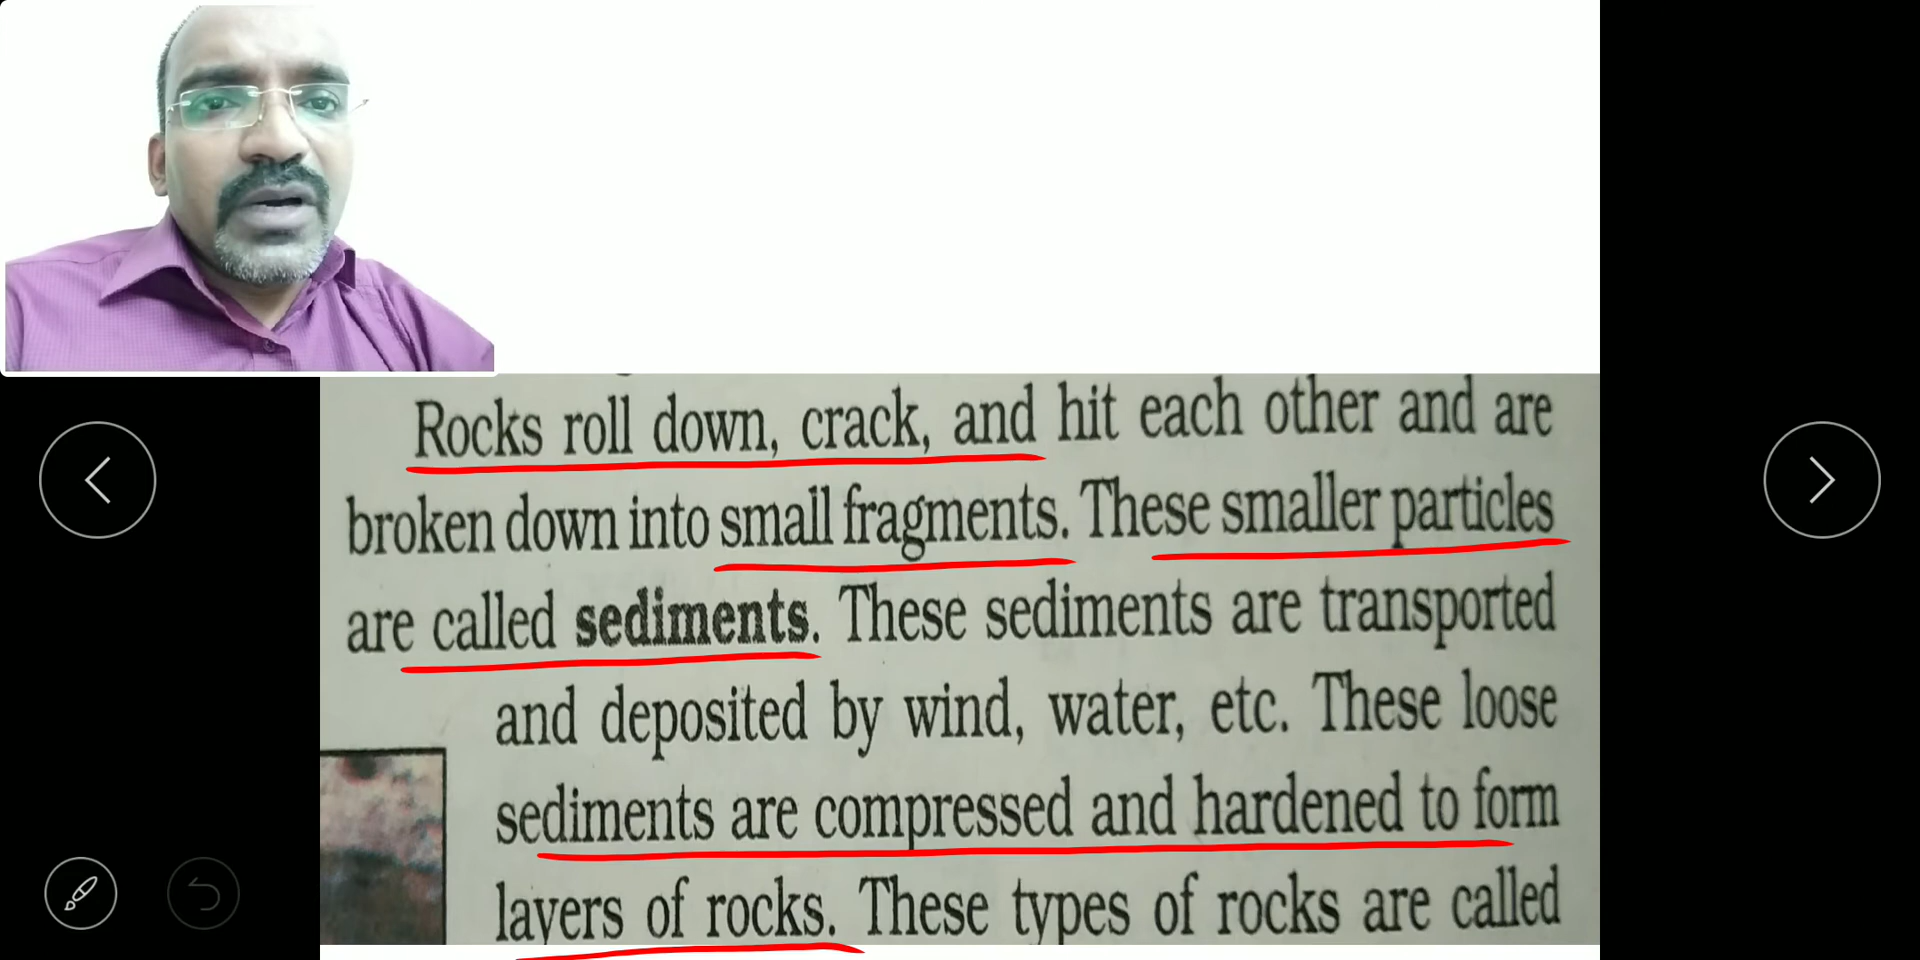 Rocks roll down, crack, and hit each other and are
broken down into small fragments. These smaller particles
are called sediments. These sediments are transported
and deposited by wind, water, etc. These loose
sediments are compressed and hardened to form
layers of rocks. These types of rocks are called